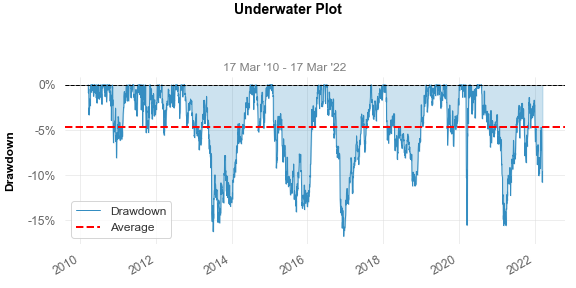 Underwater Plot
17 Mar '10 - 17 Mar '22
Drawdown
0%
-5%
-10%
-15%
Drawdown
Average
2010
2012
2014
2016
2018
2020
2022